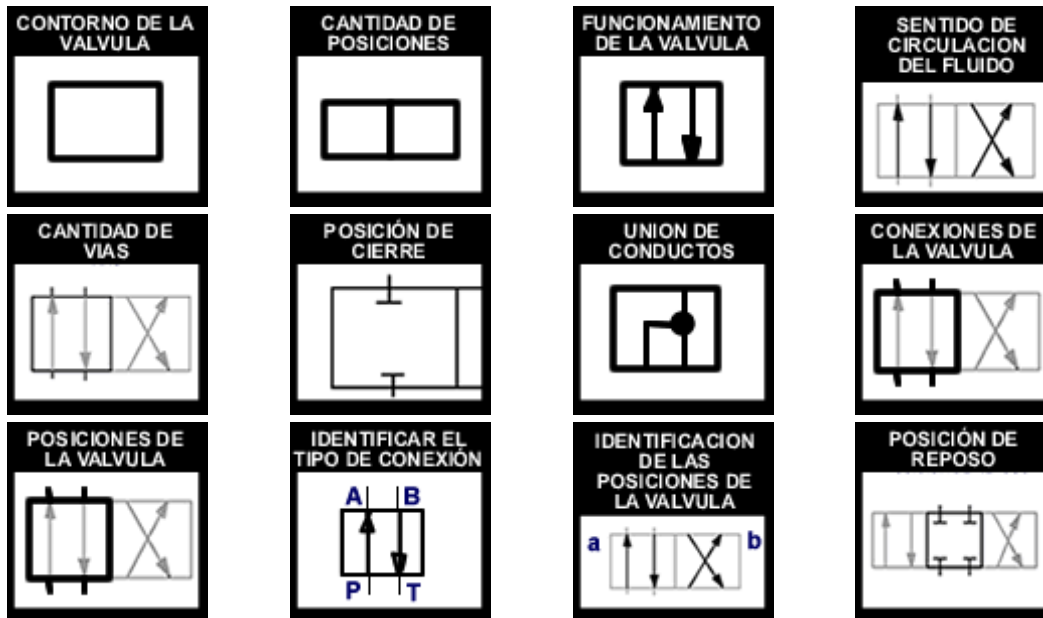 CONTORNO DE LA
VALVULA
CANTIDAD DE
POSICIONES
FUNCIONAMIENTO
DE LA VALVULA
SENTIDO DE
CIRCULACION
DEL FLUIDO
CANTIDAD DE
VIAS
POSICIÓN DE
CIERRE
UNION DE
CONDUCTOS
CONEXIONES DE
LA VALVULA
POSICIONES DE
LA VALVULA
IDENTIFICAR EL
TIPO DE CONEXIÓN
A B
P T
IDENTIFICACION
DE LAS
POSICIONES DE
LA VALVULA
a b
POSICIÓN DE
REPOSO